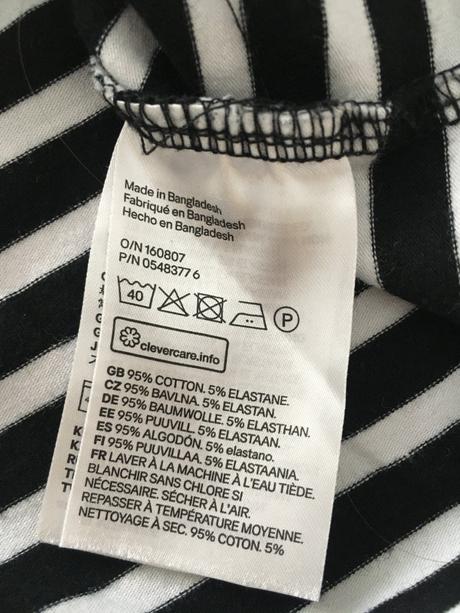 Made in Bangladesh
Fabriqué en Bangladesh
Hecho en Bangladesh
O/N 160807
P/N 0548377 6
40
P
clevercare.info
GB 95% COTTON. 5% ELASTANE.
CZ 95% BAVLNA. 5% ELASTAN.
DE 95% BAUMWOLLE. 5% ELASTHAN.
EE 95% PUUVILL. 5% ELASTAAN.
ES 95% ALGODÓN. 5% elastano.
FI 95% PUUVILLAA. 5% ELASTAANIA.
FR LAVER À LA MACHINE À L'EAU TIÈDE.
BLANCHIR SANS CHLORE SI
NÉCESSAIRE. SÉCHER À L'AIR.
REPASSER À TEMPÉRATURE MOYENNE.
NETTOYAGE À SEC. 95% COTON. 5%